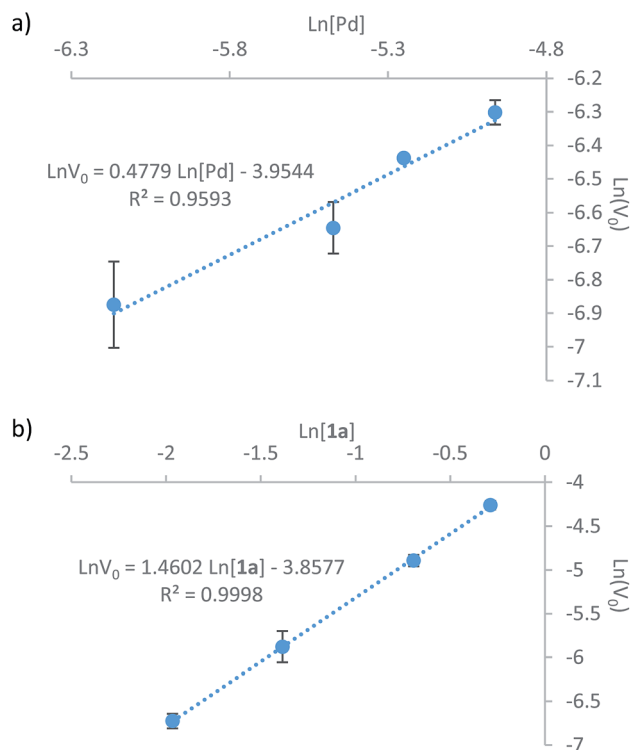 a)
Ln[Pd]
-6.3 -5.8 -5.3 -4.8
-6.2
-6.3
-6.4
LnV₀ = 0.4779 Ln[Pd] - 3.9544
R² = 0.9593
-6.5
-6.6
-6.7
-6.8
-6.9
-7
-7.1
Ln(V₀)
b)
Ln[1a]
-2.5 -2 -1.5 -1 -0.5 0
-4
-4.5
LnV₀ = 1.4602 Ln[1a] - 3.8577
R² = 0.9998
-5
-5.5
-6
-6.5
-7
Ln(V₀)